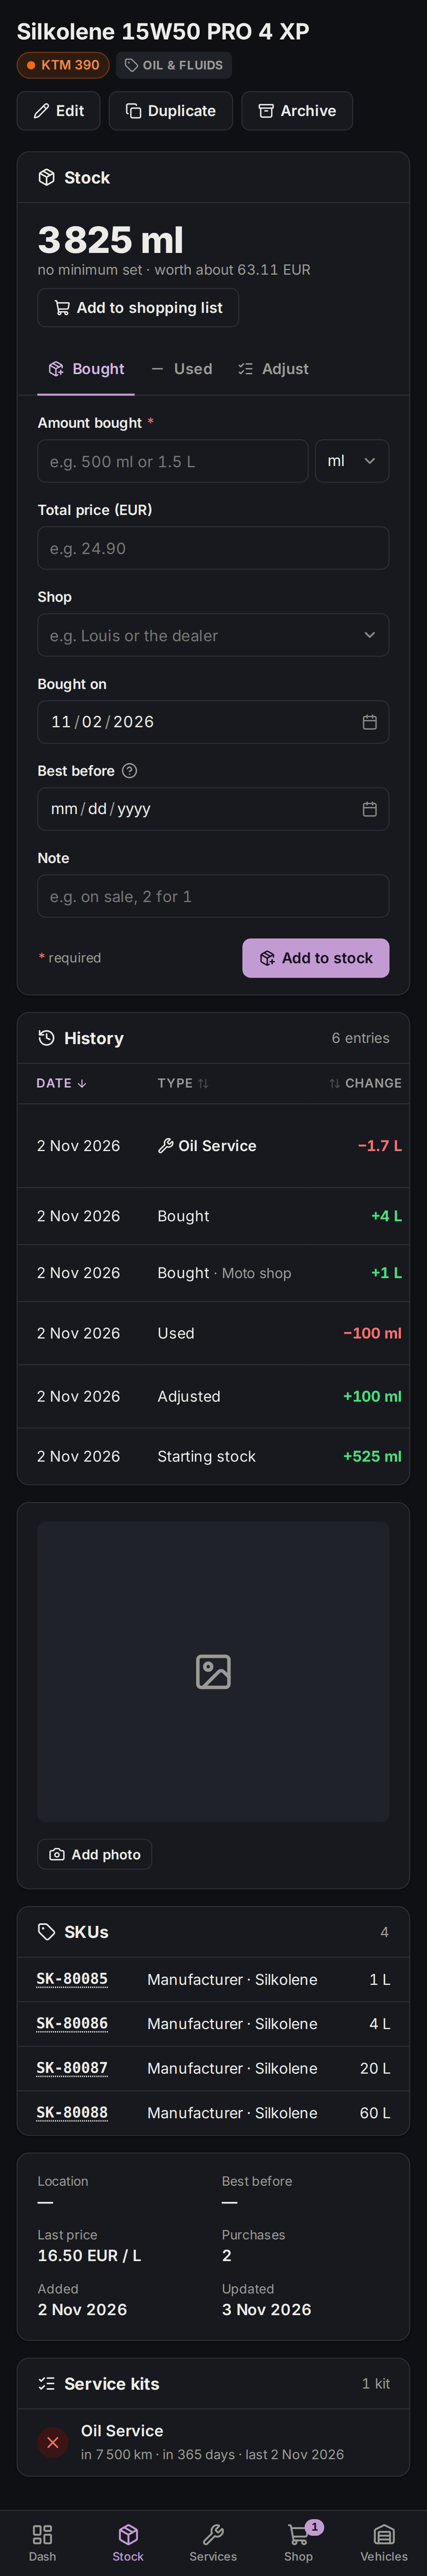 Silkolene 15W50 PRO 4 XP
KTM 390 OIL & FLUIDS
Edit Duplicate Archive
Stock
3 825 ml
no minimum set · worth about 63.11 EUR
Add to shopping list
Bought Used Adjust
Amount bought *
e.g. 500 ml or 1.5 L ml
Total price (EUR)
e.g. 24.90
Shop
e.g. Louis or the dealer
Bought on
11/02/2026
Best before ?
mm/dd/yyyy
Note
e.g. on sale, 2 for 1
* required Add to stock
History 6 entries
DATE ↓ TYPE ↑↓ ↑↓ CHANGE
2 Nov 2026 Oil Service −1.7 L
2 Nov 2026 Bought +4 L
2 Nov 2026 Bought · Moto shop +1 L
2 Nov 2026 Used −100 ml
2 Nov 2026 Adjusted +100 ml
2 Nov 2026 Starting stock +525 ml
Add photo
SKUs 4
SK-80085 Manufacturer · Silkolene 1 L
SK-80086 Manufacturer · Silkolene 4 L
SK-80087 Manufacturer · Silkolene 20 L
SK-80088 Manufacturer · Silkolene 60 L
Location Best before
— —
Last price Purchases
16.50 EUR / L 2
Added Updated
2 Nov 2026 3 Nov 2026
Service kits 1 kit
Oil Service
in 7 500 km · in 365 days · last 2 Nov 2026
1
Dash Stock Services Shop Vehicles